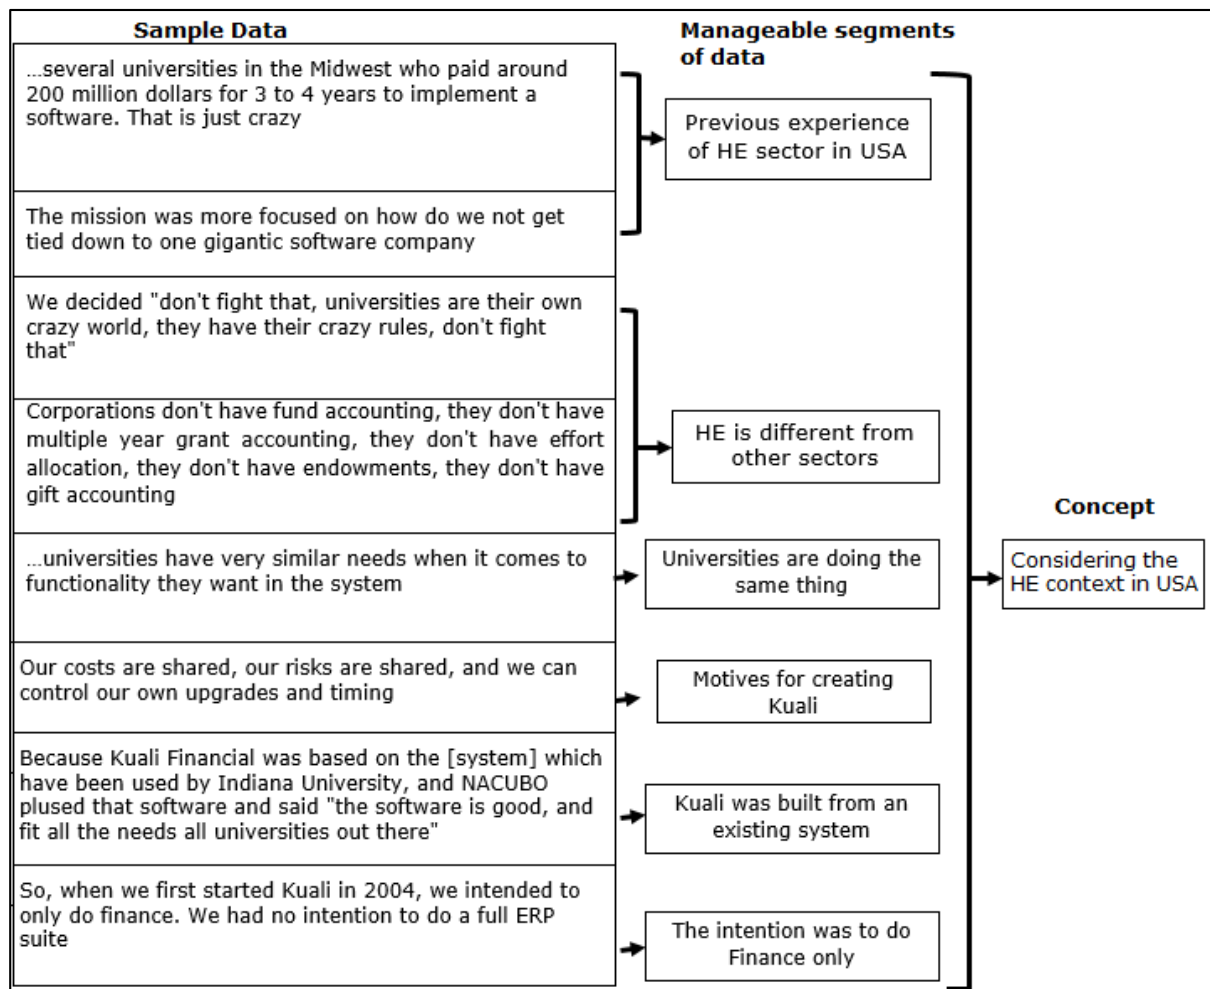 Sample Data
Manageable segments
of data
…several universities in the Midwest who paid around
200 million dollars for 3 to 4 years to implement a
software. That is just crazy
Previous experience
of HE sector in USA
The mission was more focused on how do we not get
tied down to one gigantic software company
We decided "don't fight that, universities are their own
crazy world, they have their crazy rules, don't fight
that"
Corporations don't have fund accounting, they don't have
multiple year grant accounting, they don't have effort
allocation, they don't have endowments, they don't have
gift accounting
HE is different from
other sectors
Concept
Considering the
HE context in USA
…universities have very similar needs when it comes to
functionality they want in the system
Universities are doing the
same thing
Our costs are shared, our risks are shared, and we can
control our own upgrades and timing
Motives for creating
Kuali
Because Kuali Financial was based on the [system] which
have been used by Indiana University, and NACUBO
plused that software and said "the software is good, and
fit all the needs all universities out there"
Kuali was built from an
existing system
So, when we first started Kuali in 2004, we intended to
only do finance. We had no intention to do a full ERP
suite
The intention was to do
Finance only